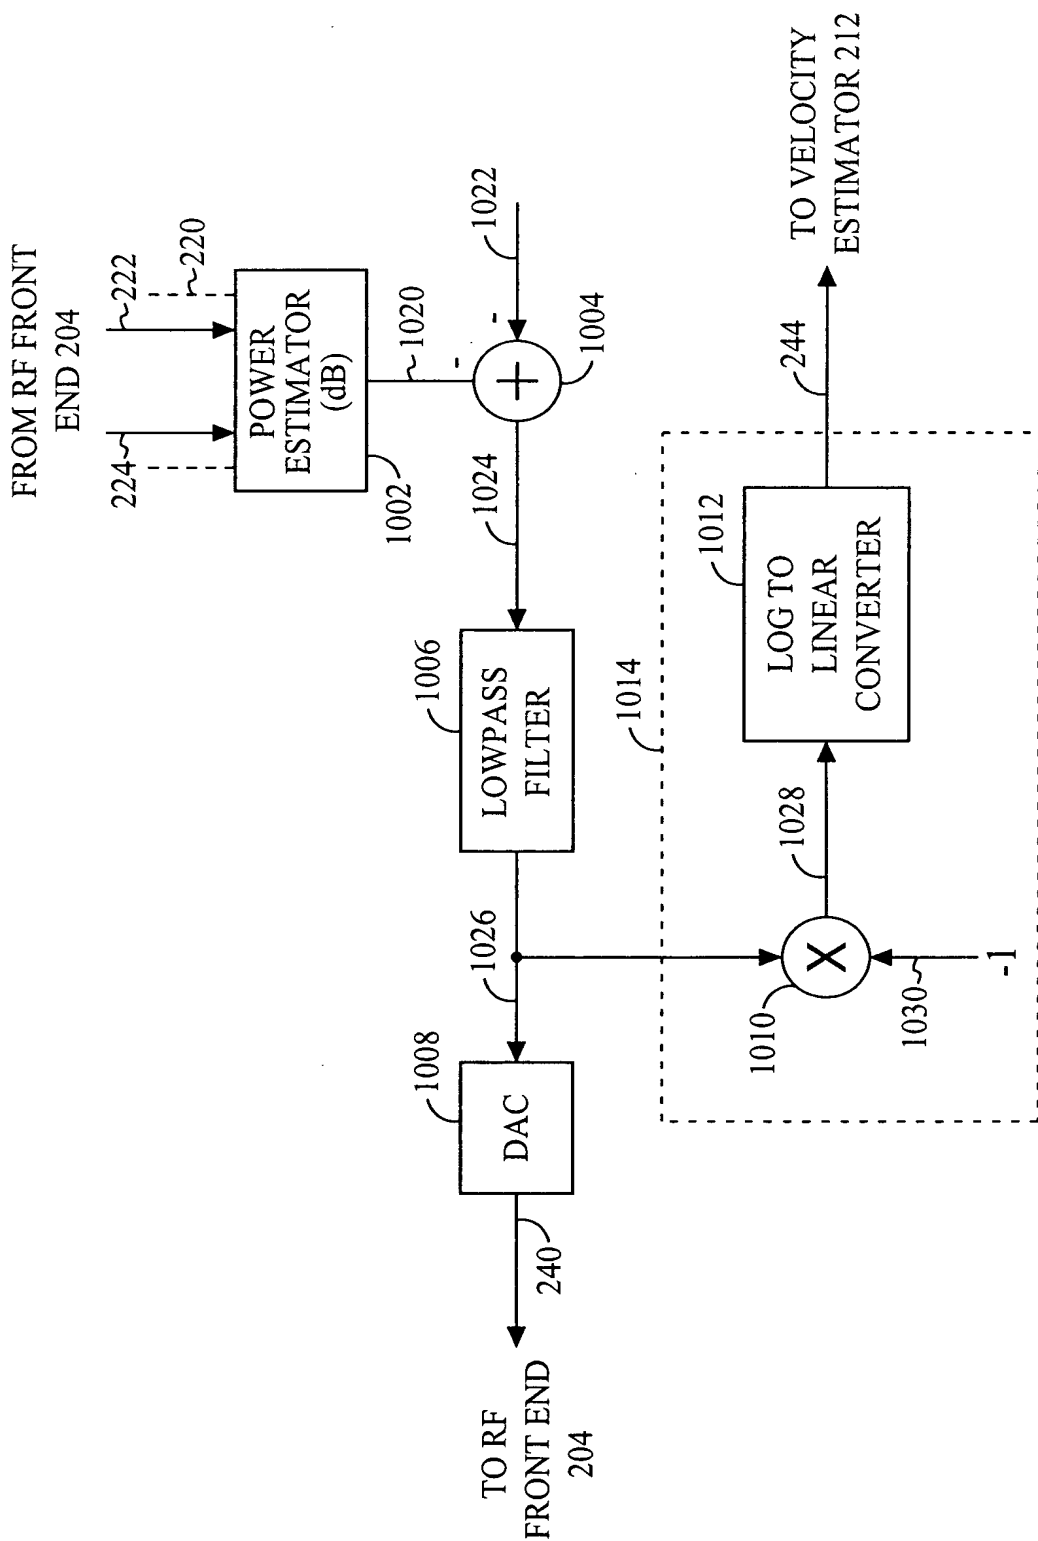 FROM RF FRONT
END 204
224
222
220
POWER
ESTIMATOR
(dB)
1002
1020
-
-
1022
+
1004
1024
1006
LOWPASS
FILTER
1026
1008
DAC
240
TO RF
FRONT END
204
1014
1010
X
1030
-1
1028
1012
LOG TO
LINEAR
CONVERTER
244
TO VELOCITY
ESTIMATOR 212